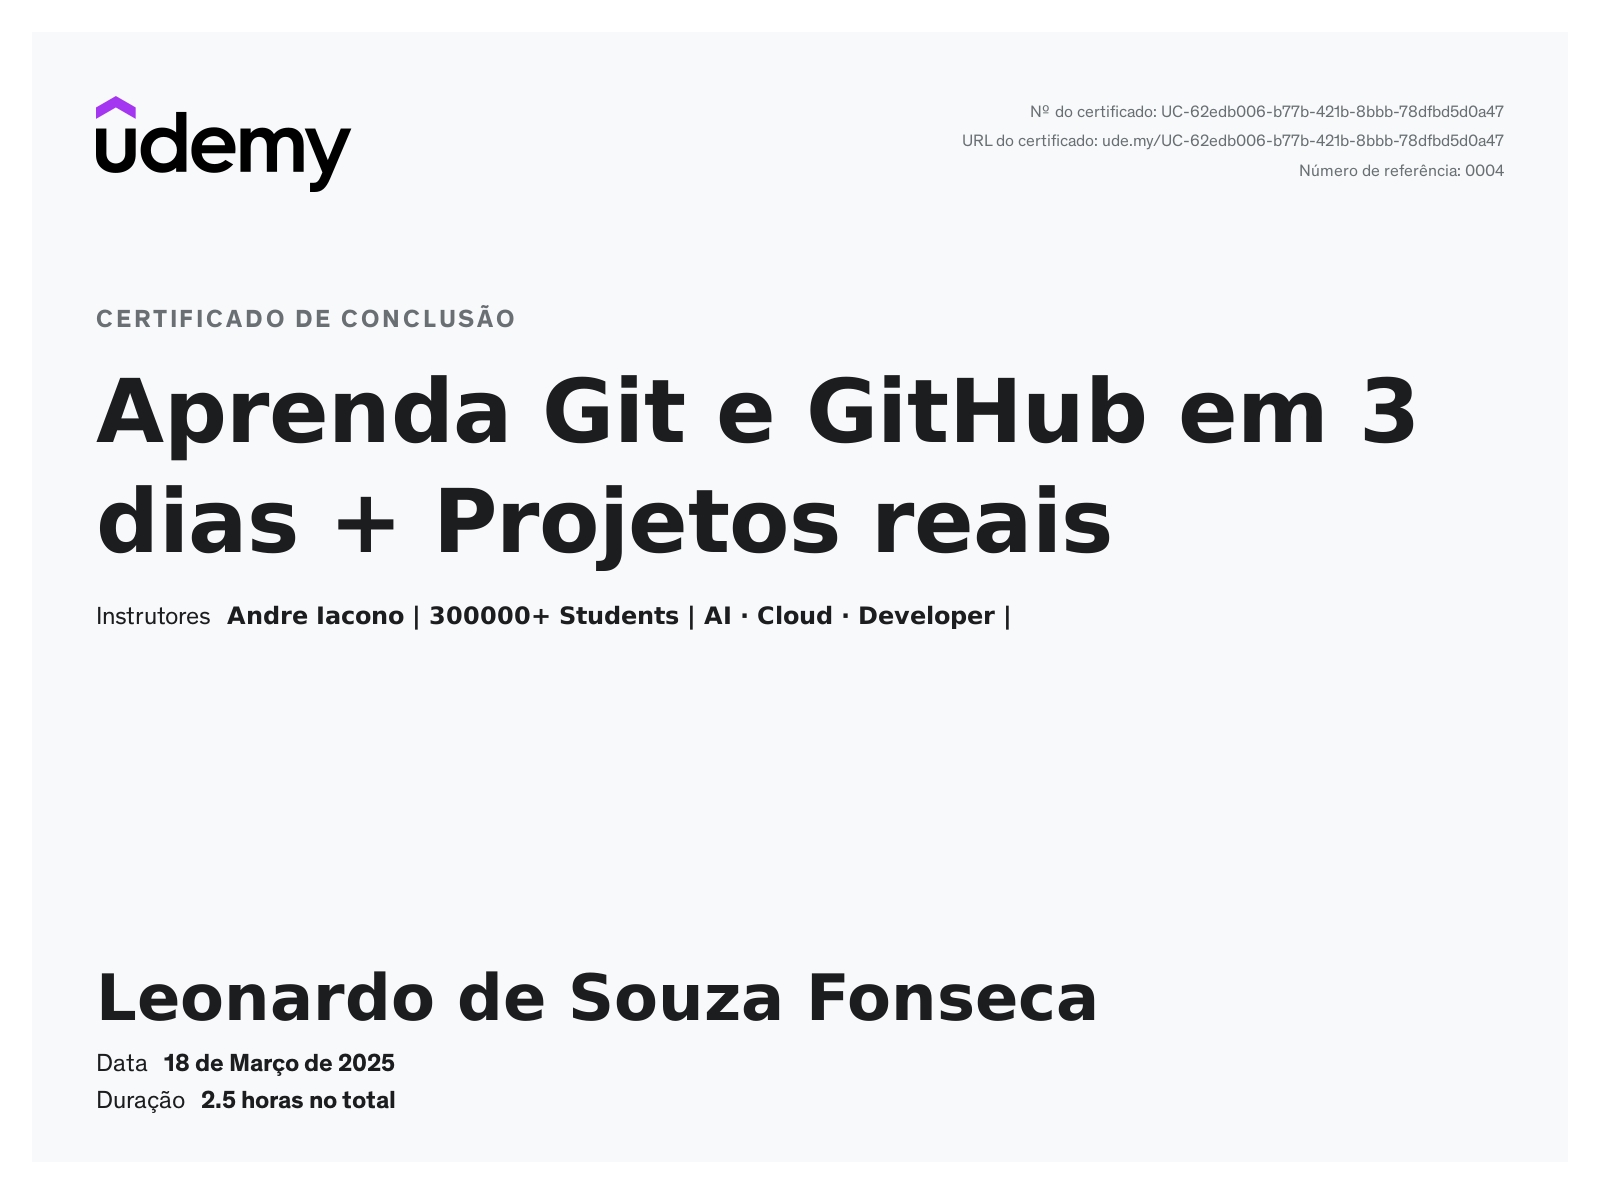 udemy
Nº do certificado: UC-62edb006-b77b-421b-8bbb-78dfbd5d0a47
URL do certificado: ude.my/UC-62edb006-b77b-421b-8bbb-78dfbd5d0a47
Número de referência: 0004
CERTIFICADO DE CONCLUSÃO
Aprenda Git e GitHub em 3
dias + Projetos reais
Instrutores Andre Iacono | 300000+ Students | AI · Cloud · Developer |
Leonardo de Souza Fonseca
Data 18 de Março de 2025
Duração 2.5 horas no total